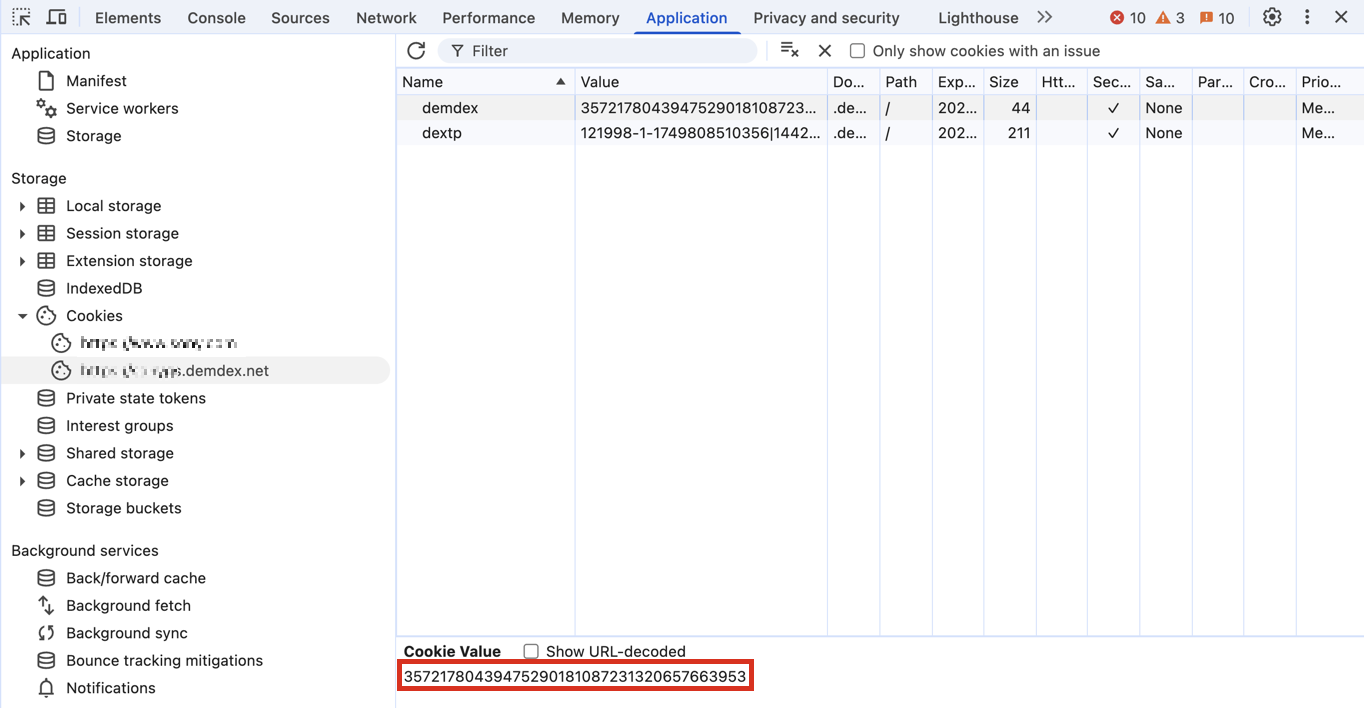 Elements Console Sources Network Performance Memory Application Privacy and security Lighthouse 10 3 10
Application
Manifest
Service workers
Storage
Storage
Local storage
Session storage
Extension storage
IndexedDB
Cookies
.demdex.net
Private state tokens
Interest groups
Shared storage
Cache storage
Storage buckets
Background services
Back/forward cache
Background fetch
Background sync
Bounce tracking mitigations
Notifications
Filter Only show cookies with an issue
Name Value Do... Path Exp... Size Htt... Sec... Sa... Par... Cro... Prio...
demdex 35721780439475290181087231... .de... / 202... 44 ✓ None Me...
dextp 121998-1-1749808510356|1442... .de... / 202... 211 ✓ None Me...
Cookie Value Show URL-decoded
35721780439475290181087231320657663953